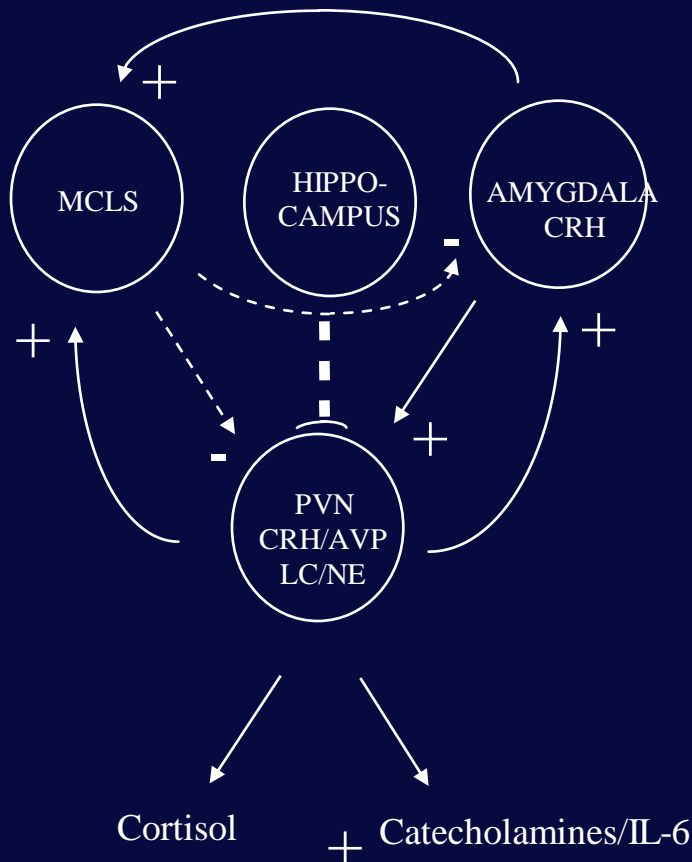 +
MCLS
HIPPO-
CAMPUS
AMYGDALA
CRH
-
+
+
+
-
PVN
CRH/AVP
LC/NE
Cortisol
+ Catecholamines/IL-6